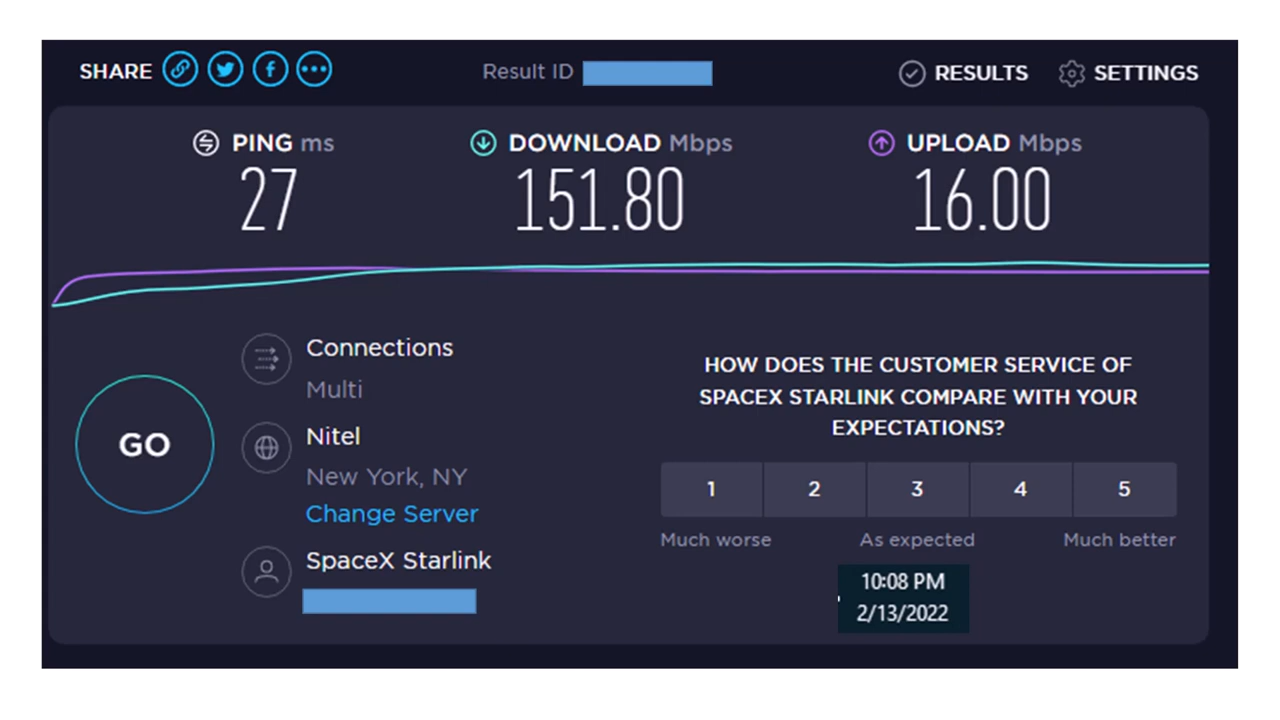 SHARE
Result ID
RESULTS
SETTINGS
PING ms
27
DOWNLOAD Mbps
151.80
UPLOAD Mbps
16.00
GO
Connections
Multi
Nitel
New York, NY
Change Server
SpaceX Starlink
HOW DOES THE CUSTOMER SERVICE OF
SPACEX STARLINK COMPARE WITH YOUR
EXPECTATIONS?
1 2 3 4 5
Much worse As expected Much better
10:08 PM
2/13/2022